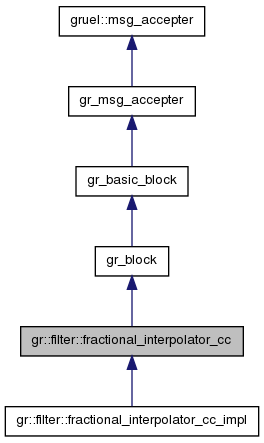 gruel::msg_accepter
gr_msg_accepter
gr_basic_block
gr_block
gr::filter::fractional_interpolator_cc
gr::filter::fractional_interpolator_cc_impl